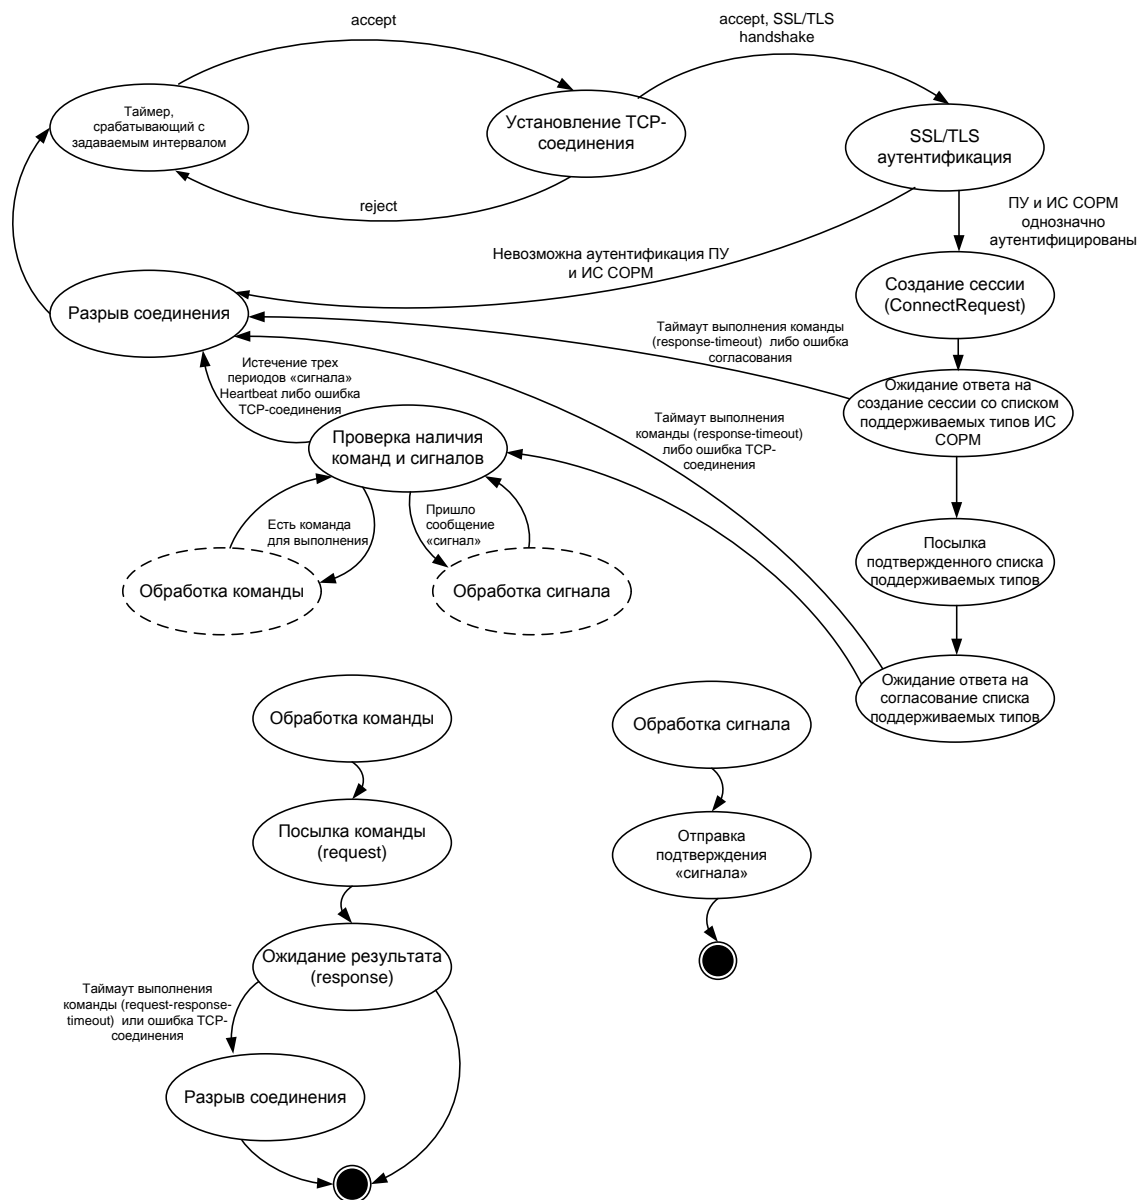 accept
accept, SSL/TLS
handshake
Таймер,
срабатывающий с
задаваемым интервалом
Установление TCP-
соединения
SSL/TLS
аутентификация
reject
ПУ и ИС СОРМ
однозначно
аутентифицированы
Невозможна аутентификация ПУ
и ИС СОРМ
Создание сессии
(ConnectRequest)
Разрыв соединения
Таймаут выполнения команды
(response-timeout)  либо ошибка
согласования
Истечение трех
периодов «сигнала»
Heartbeat либо ошибка
TCP-соединения
Ожидание ответа на
создание сессии со списком
поддерживаемых типов ИС
СОРМ
Таймаут выполнения
команды (response-timeout)
либо ошибка TCP-
соединения
Проверка наличия
команд и сигналов
Есть команда
для выполнения
Пришло
сообщение
«сигнал»
Посылка
подтвержденного списка
поддерживаемых типов
Обработка команды
Обработка сигнала
Ожидание ответа на
согласование списка
поддерживаемых типов
Обработка команды
Обработка сигнала
Посылка команды
(request)
Отправка
подтверждения
«сигнала»
Ожидание результата
(response)
Таймаут выполнения
команды (request-response-
timeout)  или ошибка TCP-
соединения
Разрыв соединения